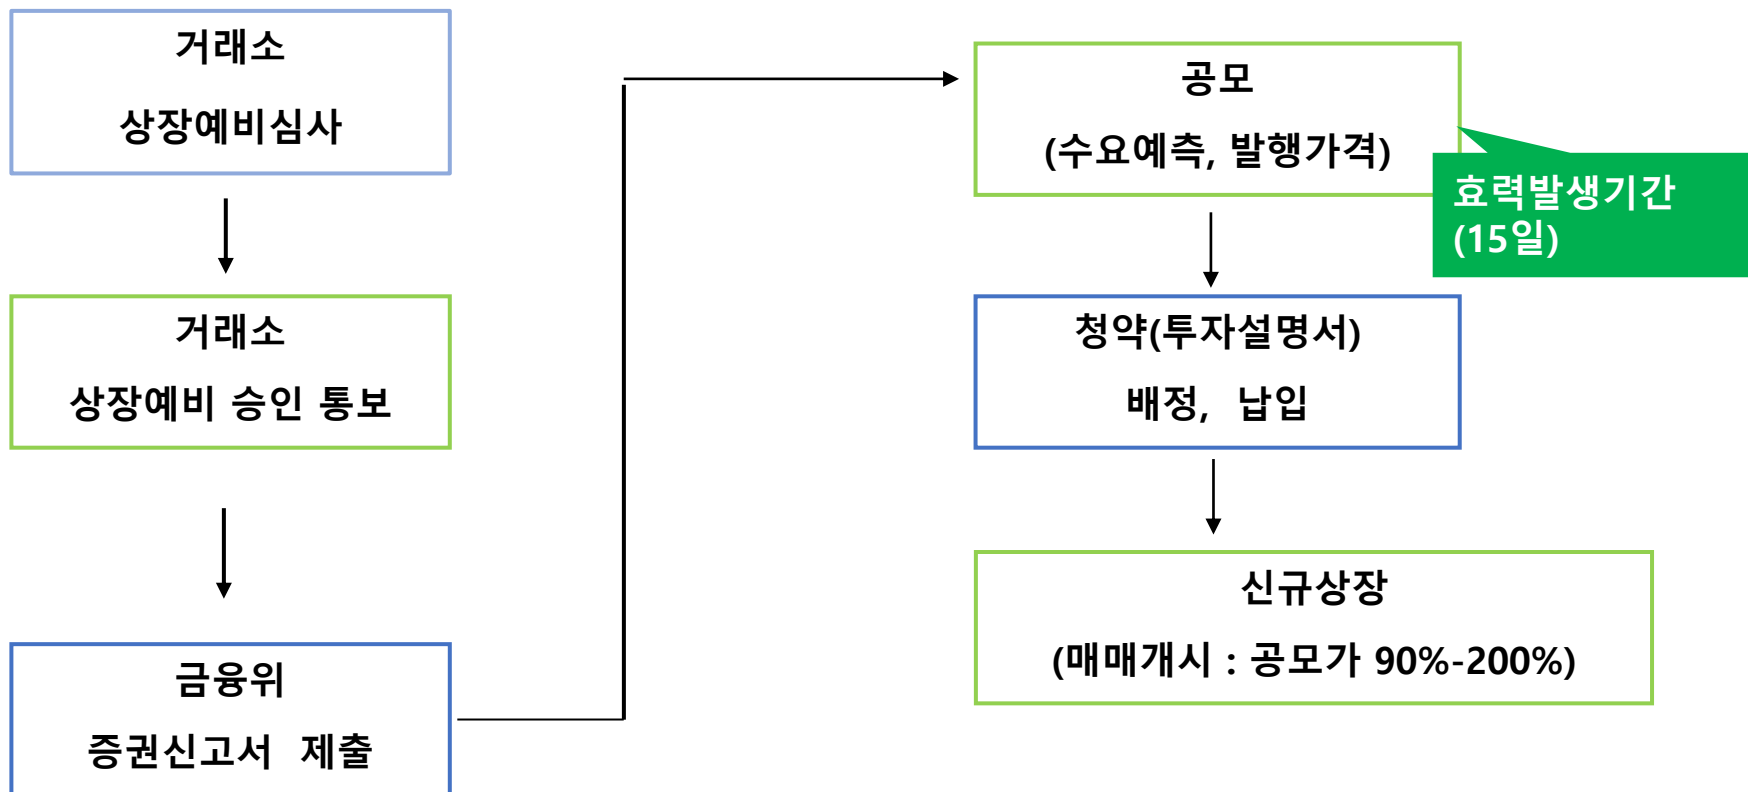 거래소
상장예비심사
거래소
상장예비 승인 통보
금융위
증권신고서 제출
공모
(수요예측, 발행가격)
효력발생기간
(15일)
청약(투자설명서)
배정, 납입
신규상장
(매매개시 : 공모가 90%-200%)